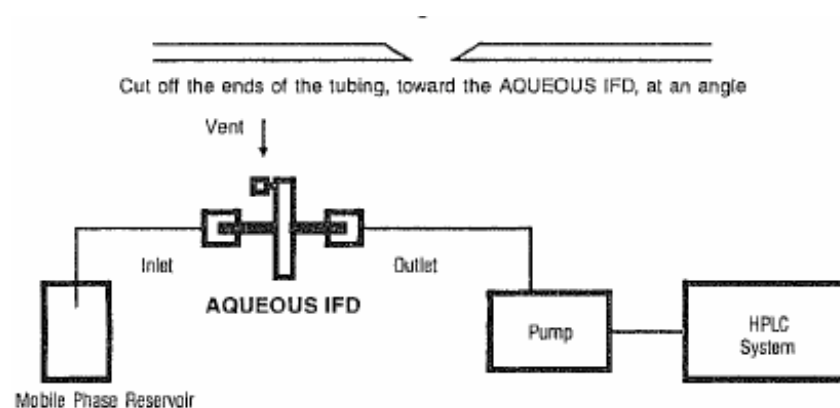 Cut off the ends of the tubing, toward the AQUEOUS IFD, at an angle
Vent
Inlet
Outlet
AQUEOUS IFD
Pump
HPLC
System
Mobile Phase Reservoir